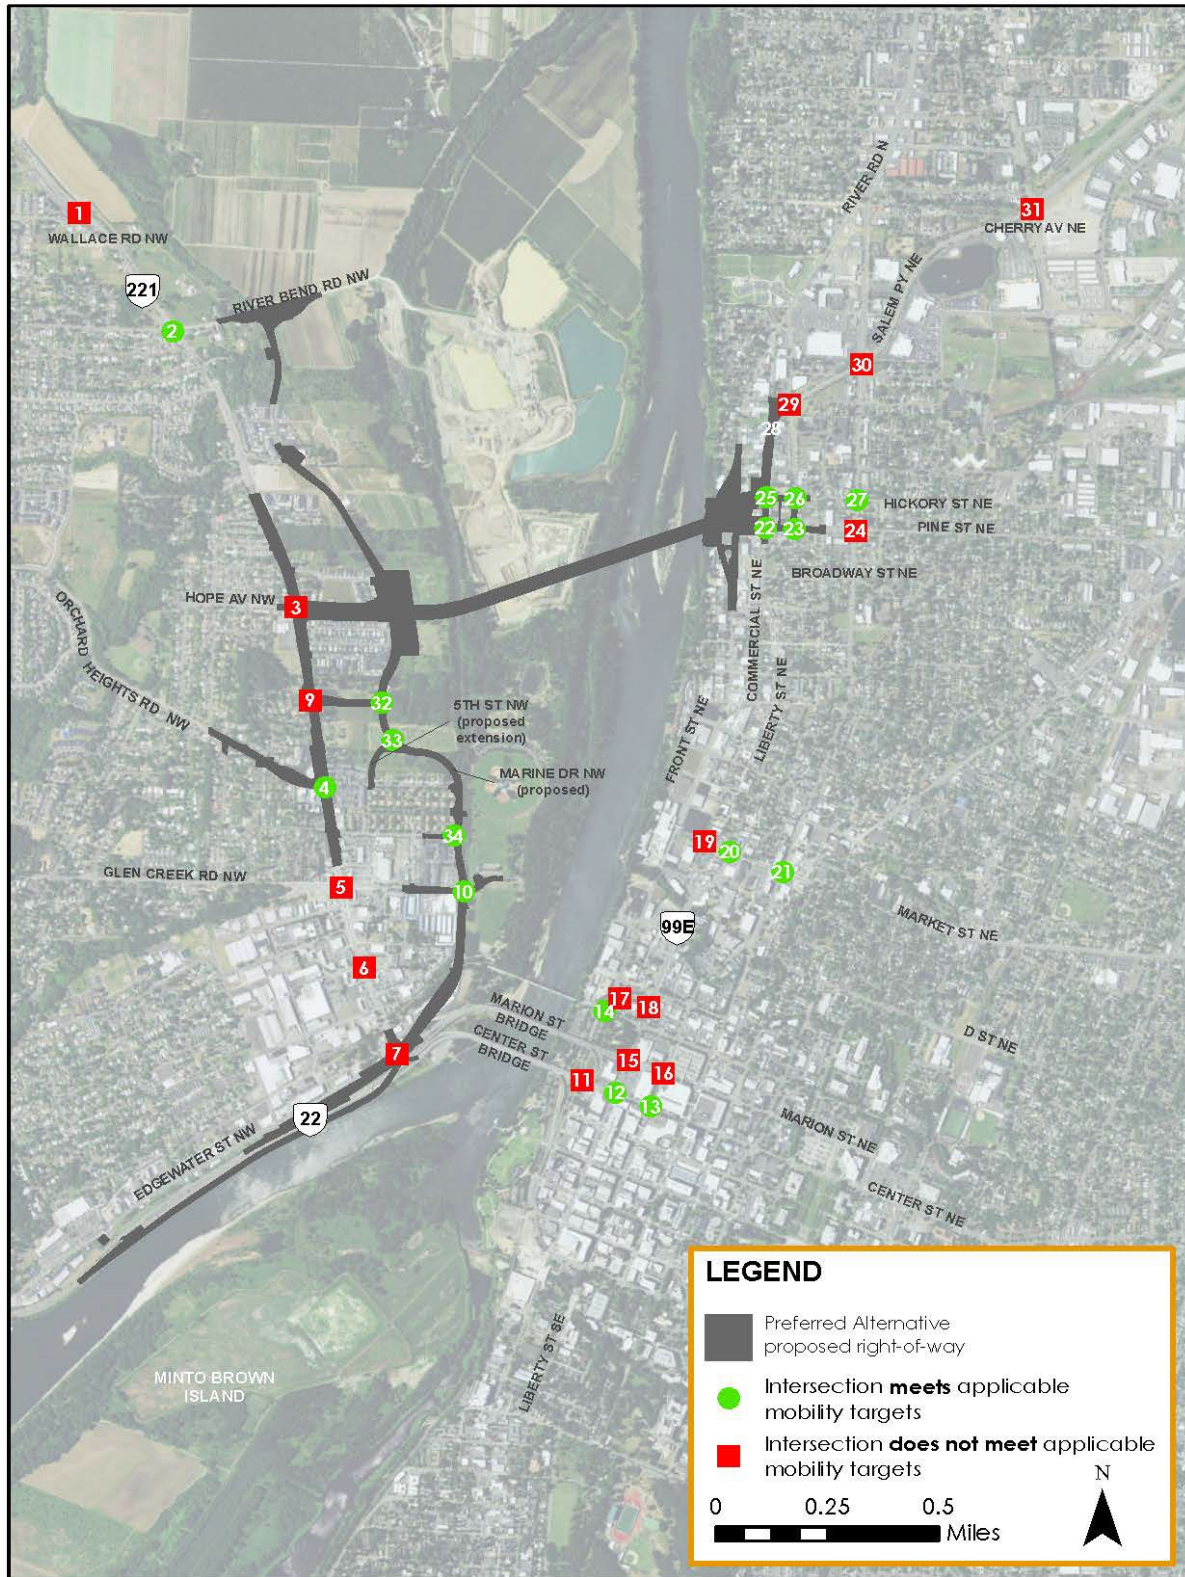 1
WALLACE RD NW
221
2
RIVER BEND RD NW
RIVER RD N
31
CHERRY AV NE
SALEM PY NE
30
29
28
25
26
27
HICKORY ST NE
22
23
24
PINE ST NE
BROADWAY ST NE
COMMERCIAL ST NE
LIBERTY ST NE
FRONT ST NE
HOPE AV NW
3
ORCHARD HEIGHTS RD NW
9
32
5TH ST NW
(proposed
extension)
33
MARINE DR NW
(proposed)
4
34
19
20
21
GLEN CREEK RD NW
5
10
MARKET ST NE
99E
6
MARION ST
BRIDGE
CENTER ST
BRIDGE
17
14
18
D ST NE
7
15
16
11
12
13
22
EDGEWATER ST NW
MARION ST NE
CENTER ST NE
LIBERTY ST SE
MINTO BROWN
ISLAND
LEGEND
Preferred Alternative
proposed right-of-way
Intersection meets applicable
mobility targets
Intersection does not meet applicable
mobility targets
N
0 0.25 0.5
Miles